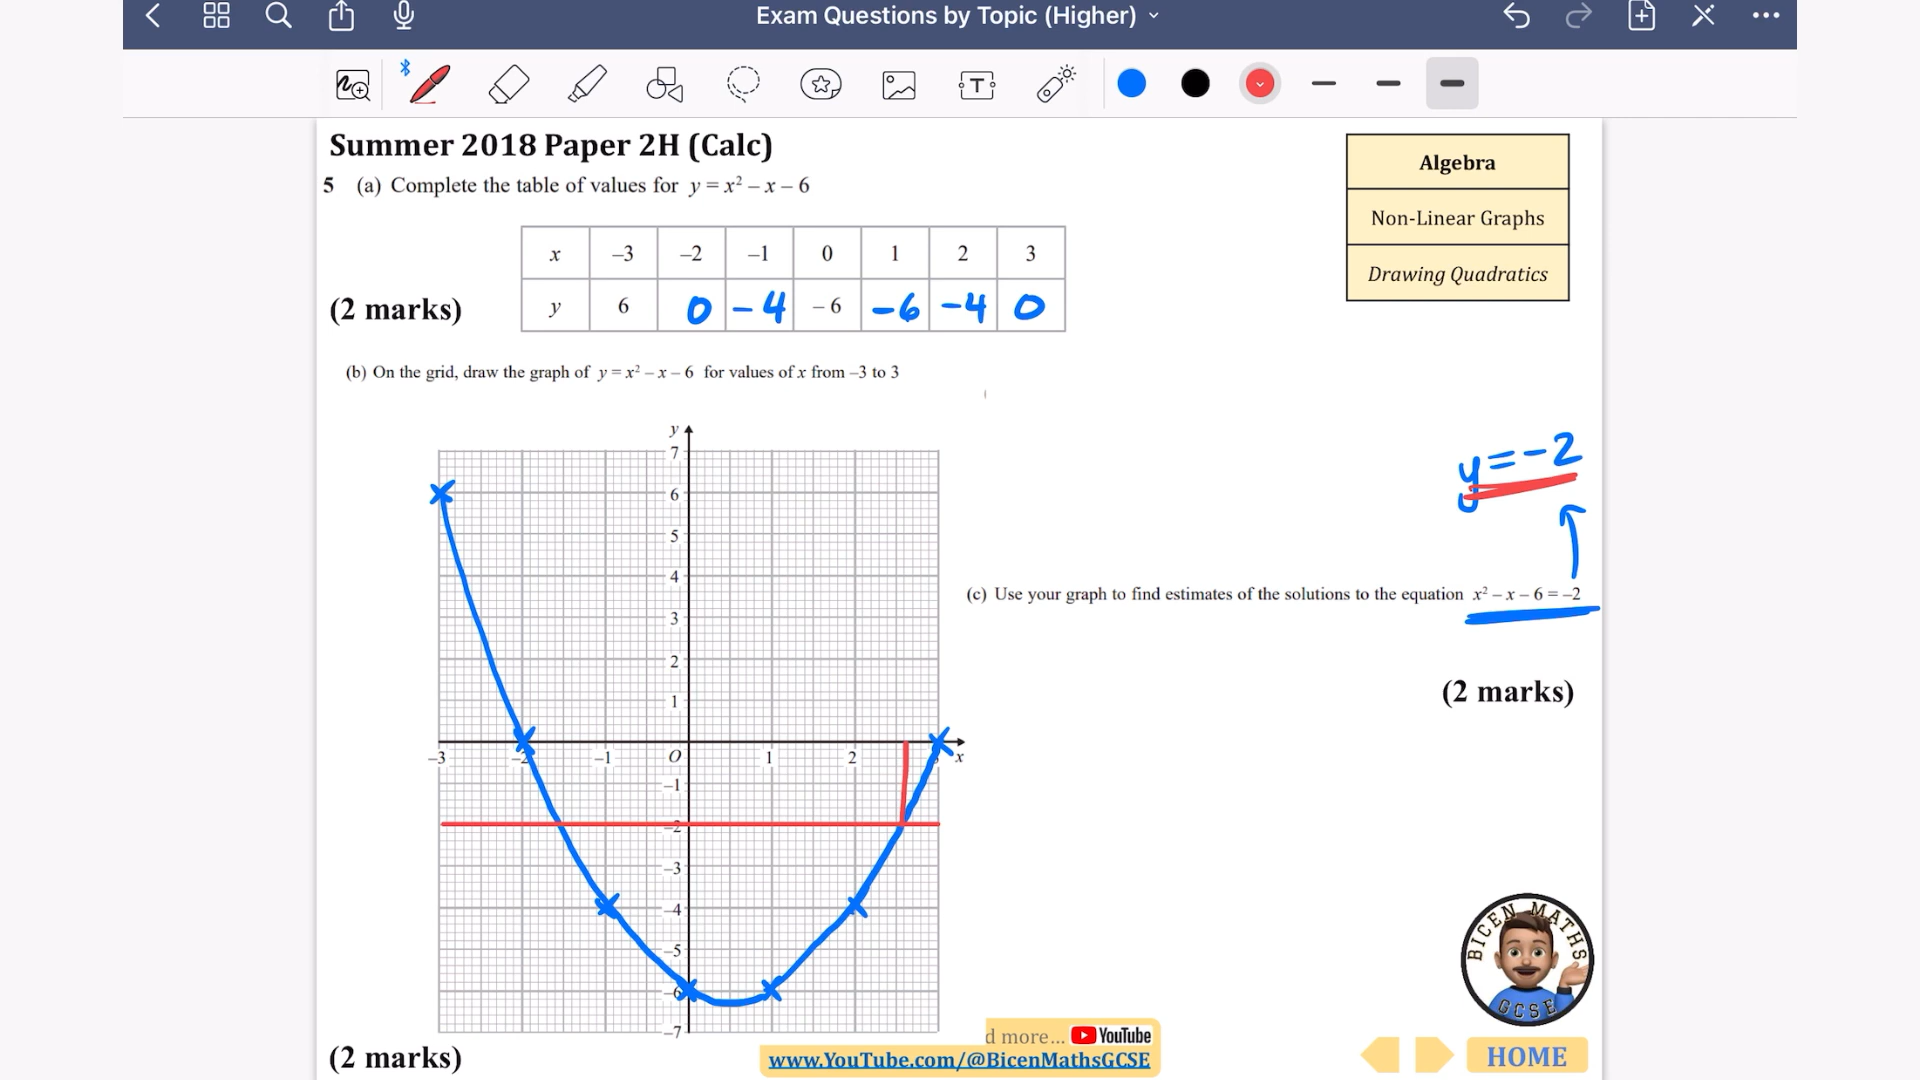 Exam Questions by Topic (Higher)
T
Summer 2018 Paper 2H (Calc)
5 (a) Complete the table of values for y = x² – x – 6
Algebra
Non-Linear Graphs
Drawing Quadratics
x –3 –2 –1 0 1 2 3
(2 marks)
y 6 0 –4 –6 –6 –4 0
(b) On the grid, draw the graph of y = x² – x – 6 for values of x from –3 to 3
y
7
6
5
4
3
2
1
–3 –2 –1 O 1 2 x
–1
–2
–3
–4
–5
–6
–7
y=-2
(c) Use your graph to find estimates of the solutions to the equation x² – x – 6 = –2
(2 marks)
BICEN MATHS
GCSE
d more... YouTube
www.YouTube.com/@BicenMathsGCSE
(2 marks)
HOME